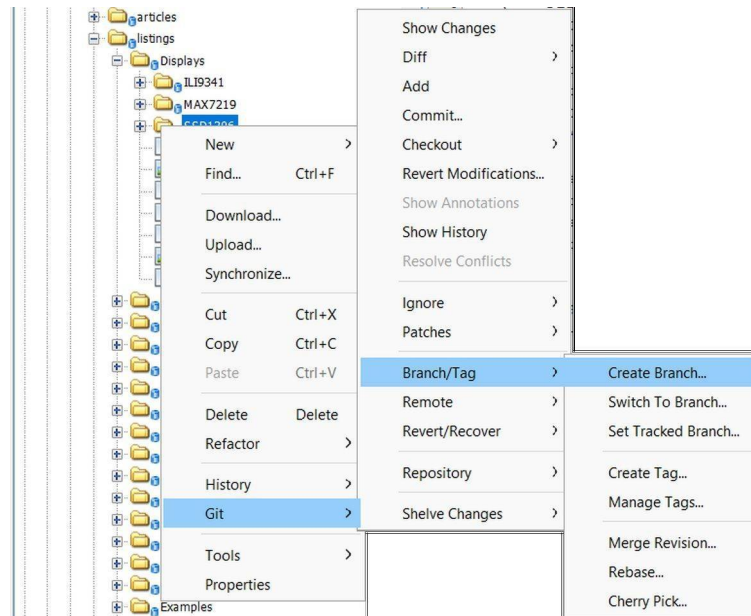 articles
listings
Displays
ILI9341
MAX7219
New
Find... Ctrl+F
Download...
Upload...
Synchronize...
Cut Ctrl+X
Copy Ctrl+C
Paste Ctrl+V
Delete Delete
Refactor
History
Git
Tools
Properties
Examples
Show Changes
Diff
Add
Commit...
Checkout
Revert Modifications...
Show Annotations
Show History
Resolve Conflicts
Ignore
Patches
Branch/Tag
Remote
Revert/Recover
Repository
Shelve Changes
Create Branch...
Switch To Branch...
Set Tracked Branch...
Create Tag...
Manage Tags...
Merge Revision...
Rebase...
Cherry Pick...